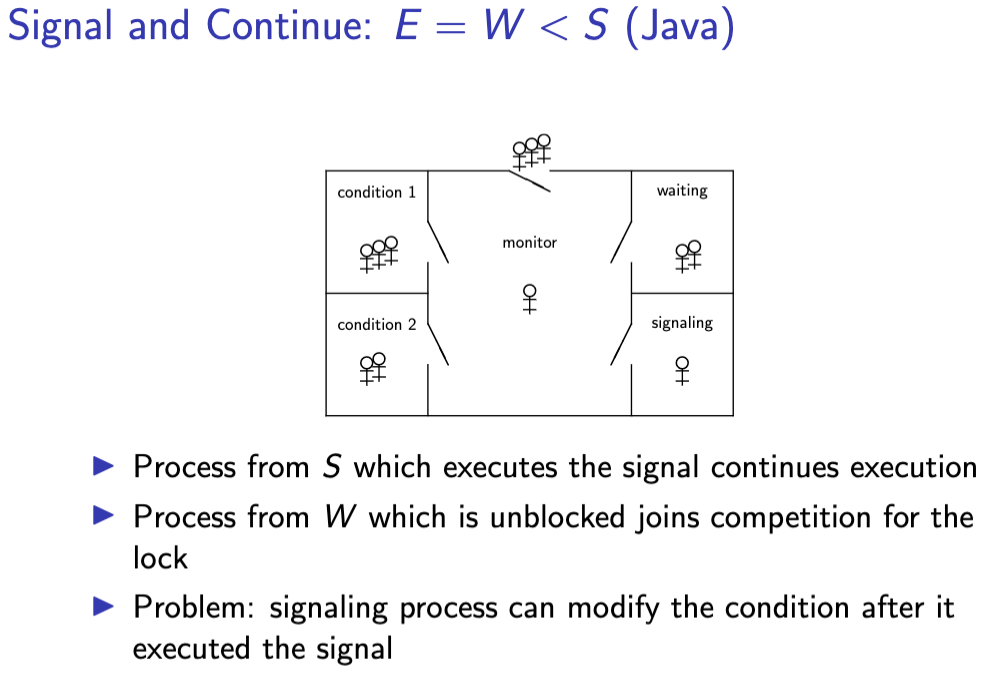 Signal and Continue: E = W < S (Java)
condition 1
waiting
monitor
condition 2
signaling
▶ Process from S which executes the signal continues execution
▶ Process from W which is unblocked joins competition for the
lock
▶ Problem: signaling process can modify the condition after it
executed the signal